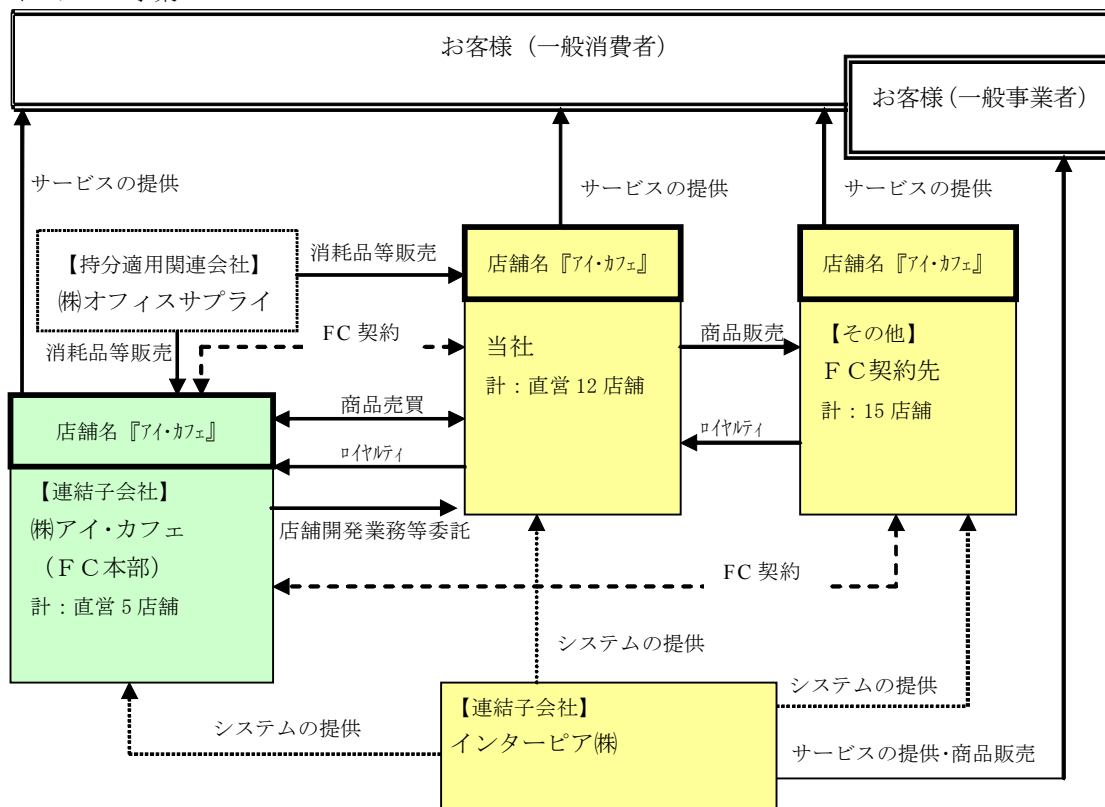 お客様（一般消費者）
お客様（一般事業者）
サービスの提供
サービスの提供
サービスの提供
【持分適用関連会社】
㈱オフィスサプライ
消耗品等販売
消耗品等販売
店舗名『アイ・カフェ』
店舗名『アイ・カフェ』
FC 契約
当社
計：直営 12 店舗
商品販売
【その他】
ＦＣ契約先
計：15 店舗
商品売買
ロイヤルティ
ロイヤルティ
店舗名『アイ・カフェ』
【連結子会社】
㈱アイ・カフェ
（ＦＣ本部）
計：直営 5 店舗
店舗開発業務等委託
FC 契約
システムの提供
システムの提供
システムの提供
【連結子会社】
インターピア㈱
サービスの提供・商品販売